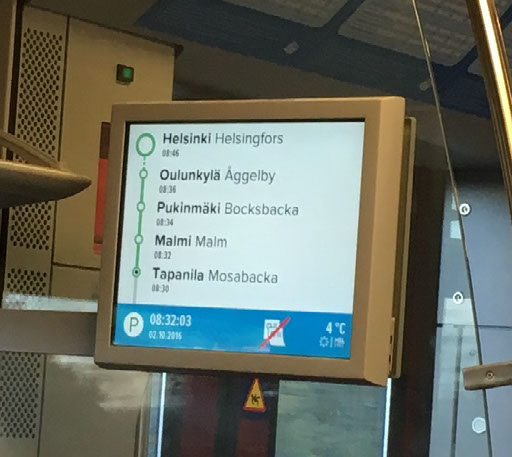 Helsinki Helsingfors
08:46
Oulunkylä Åggelby
08:36
Pukinmäki Bocksbacka
08:34
Malmi Malm
08:32
Tapanila Mosabacka
08:30
P 08:32:03 4 °C
02.10.2016